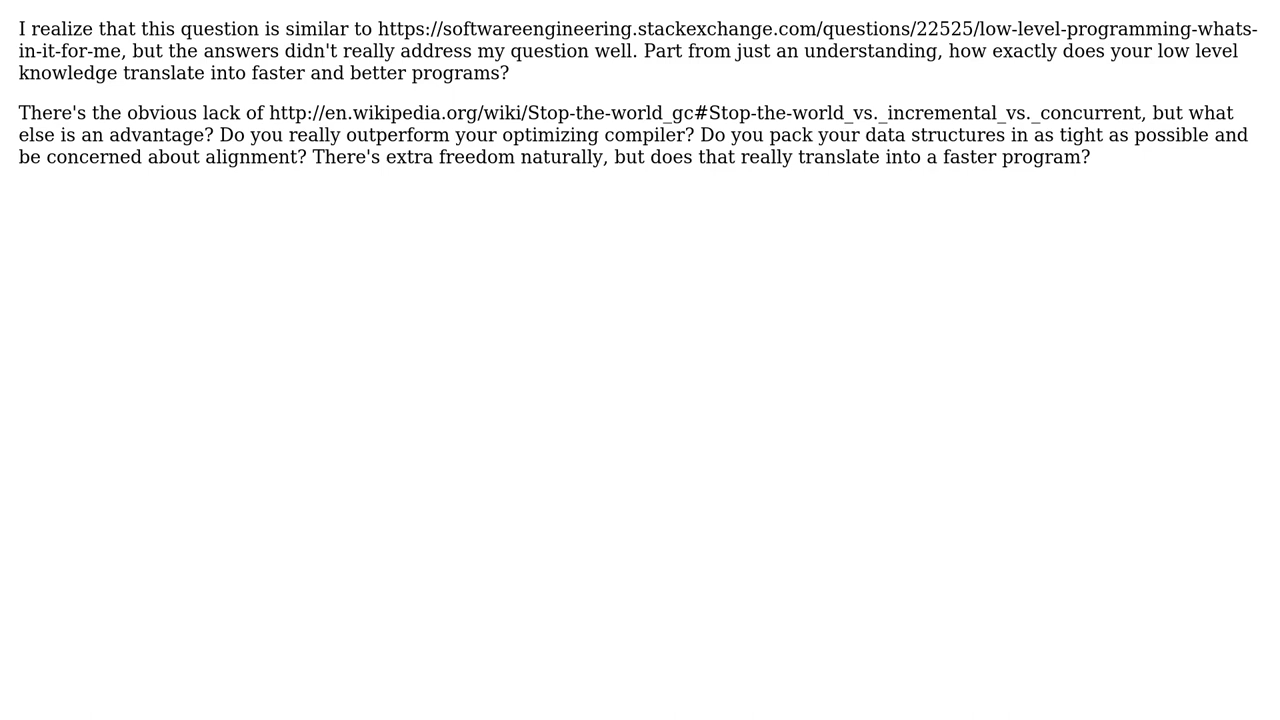 I realize that this question is similar to https://softwareengineering.stackexchange.com/questions/22525/low-level-programming-whats-
in-it-for-me, but the answers didn't really address my question well. Part from just an understanding, how exactly does your low level
knowledge translate into faster and better programs?
There's the obvious lack of http://en.wikipedia.org/wiki/Stop-the-world_gc#Stop-the-world_vs._incremental_vs._concurrent, but what
else is an advantage? Do you really outperform your optimizing compiler? Do you pack your data structures in as tight as possible and
be concerned about alignment? There's extra freedom naturally, but does that really translate into a faster program?